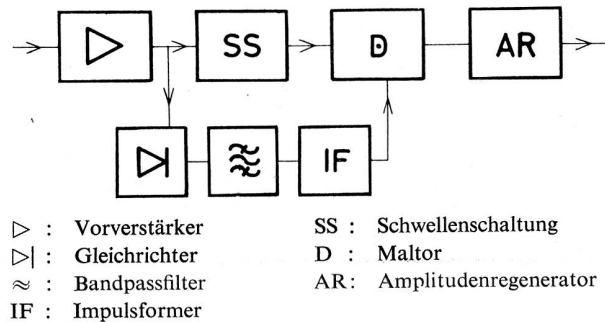 SS
D
AR
IF
▷ : Vorverstärker
▷| : Gleichrichter
≈ : Bandpassfilter
IF : Impulsformer
SS : Schwellenschaltung
D : Maltor
AR: Amplitudenregenerator